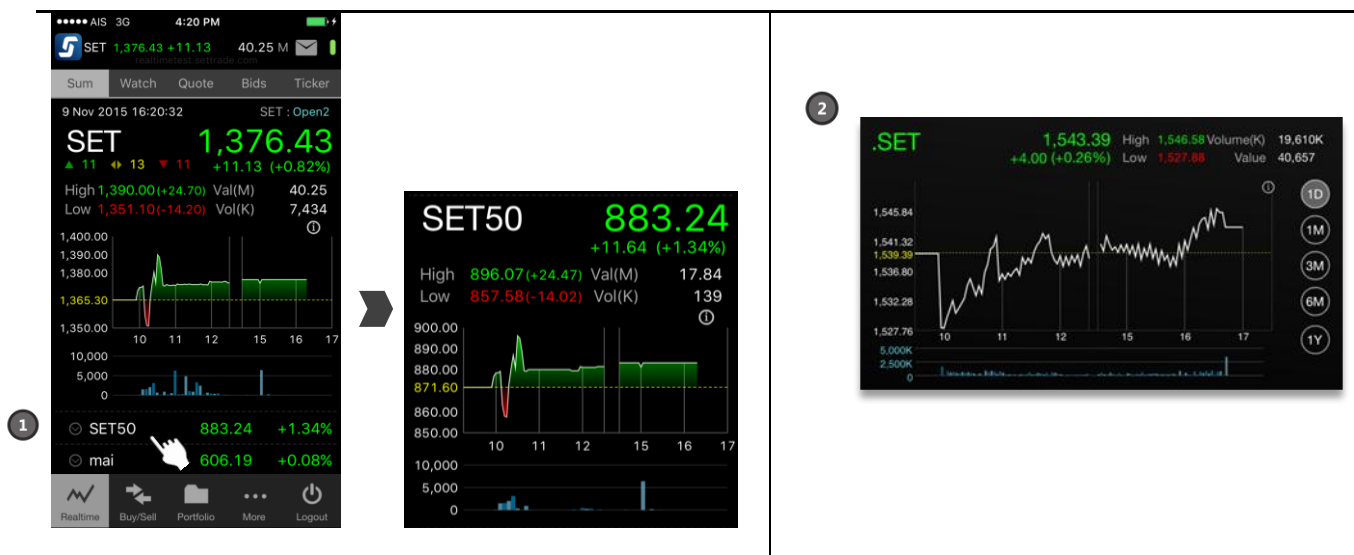 AIS 3G 4:20 PM
SET 1,376.43 +11.13 40.25 M
realtimetest.settrade.com
Sum Watch Quote Bids Ticker
9 Nov 2015 16:20:32 SET : Open2
SET 1,376.43
▲ 11 13 ▼ 11 +11.13 (+0.82%)
High 1,390.00(+24.70) Val(M) 40.25
Low 1,351.10(-14.20) Vol(K) 7,434
1,400.00
1,390.00
1,380.00
1,365.30
1,350.00
10 11 12 15 16 17
10,000
5,000
0
1
SET50 883.24 +1.34%
mai 606.19 +0.08%
Realtime Buy/Sell Portfolio More Logout
SET50 883.24
+11.64 (+1.34%)
High 896.07(+24.47) Val(M) 17.84
Low 857.58(-14.02) Vol(K) 139
900.00
890.00
880.00
871.60
860.00
850.00
10 11 12 15 16 17
10,000
5,000
0
2
.SET 1,543.39 High 1,546.58 Volume(K) 19,610K
+4.00 (+0.26%) Low 1,527.88 Value 40,657
1D
1M
3M
6M
1Y
1,545.84
1,541.32
1,539.39
1,536.80
1,532.28
1,527.76
10 11 12 15 16 17
5,000K
2,500K
0